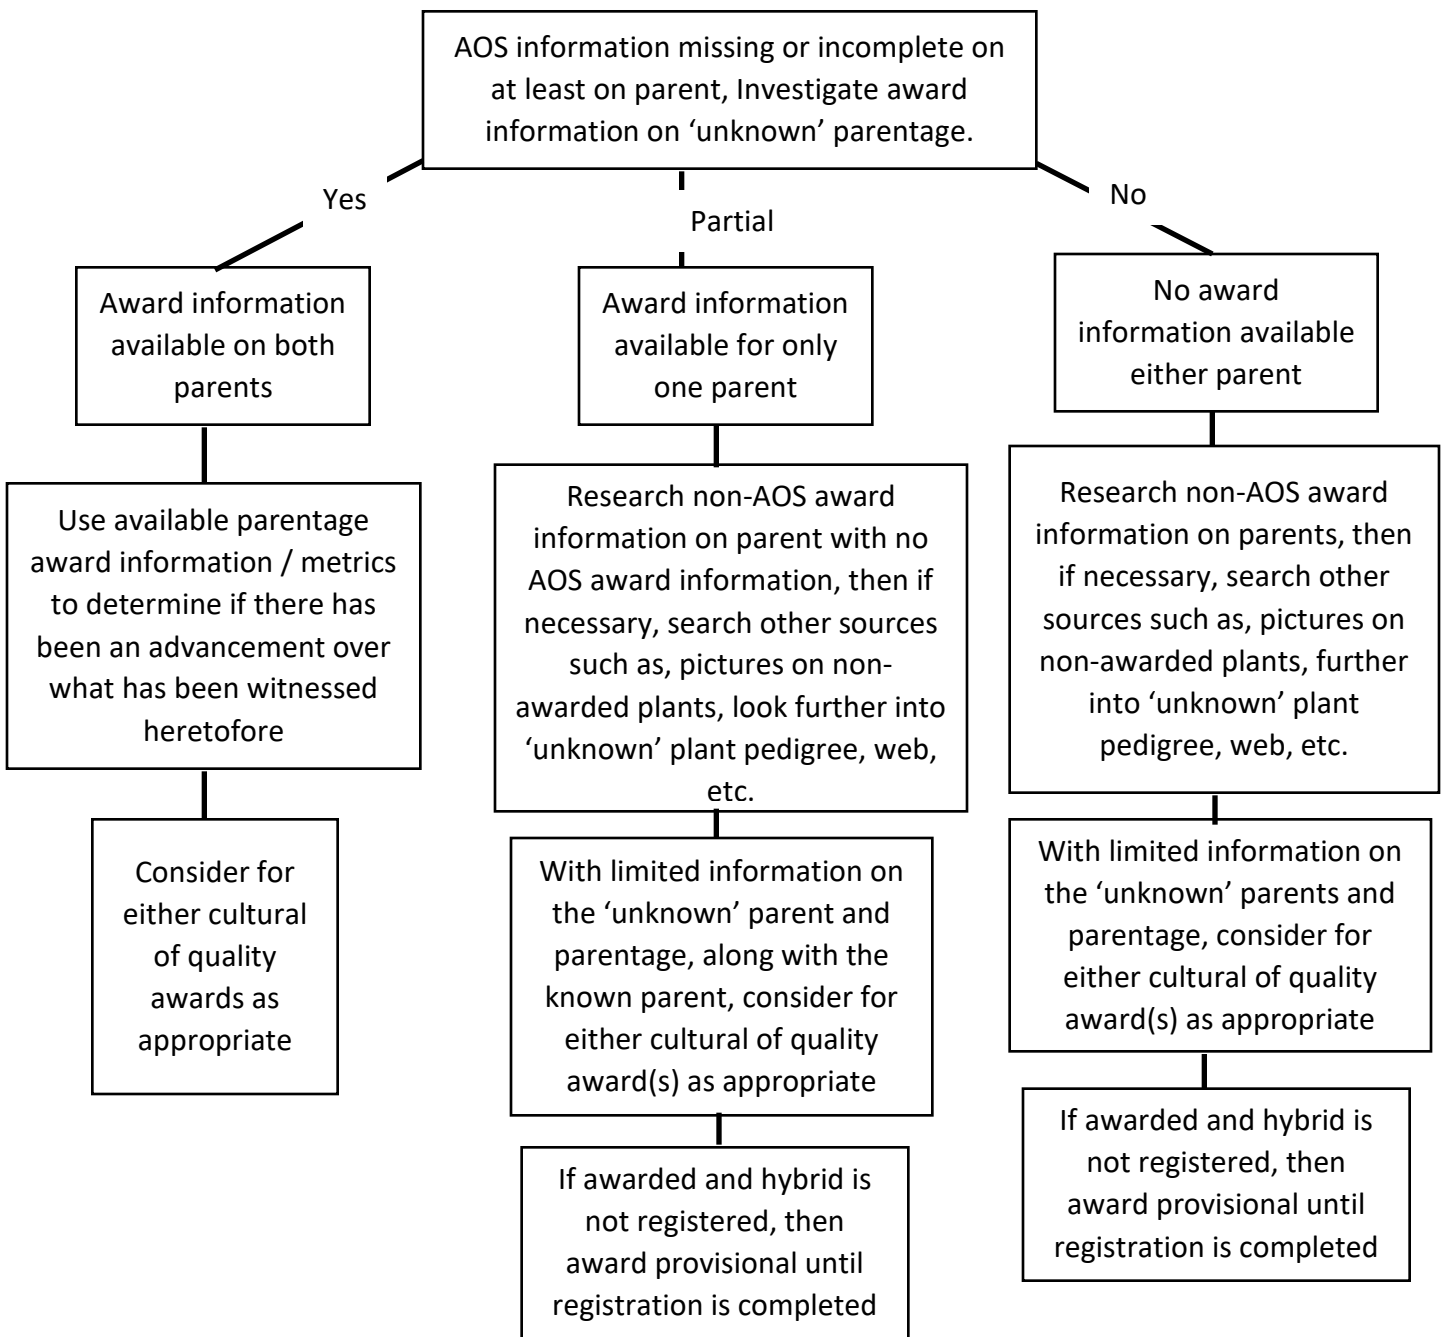 AOS information missing or incomplete on
at least on parent, Investigate award
information on ‘unknown’ parentage.
Yes
Partial
No
Award information
available on both
parents
Award information
available for only
one parent
No award
information available
either parent
Use available parentage
award information / metrics
to determine if there has
been an advancement over
what has been witnessed
heretofore
Research non-AOS award
information on parent with no
AOS award information, then if
necessary, search other sources
such as, pictures on non-
awarded plants, look further into
‘unknown’ plant pedigree, web,
etc.
Research non-AOS award
information on parents, then
if necessary, search other
sources such as, pictures on
non-awarded plants, further
into ‘unknown’ plant
pedigree, web, etc.
Consider for
either cultural
of quality
awards as
appropriate
With limited information on
the ‘unknown’ parent and
parentage, along with the
known parent, consider for
either cultural of quality
award(s) as appropriate
With limited information on
the ‘unknown’ parents and
parentage, consider for
either cultural of quality
award(s) as appropriate
If awarded and hybrid is
not registered, then
award provisional until
registration is completed
If awarded and hybrid is
not registered, then
award provisional until
registration is completed